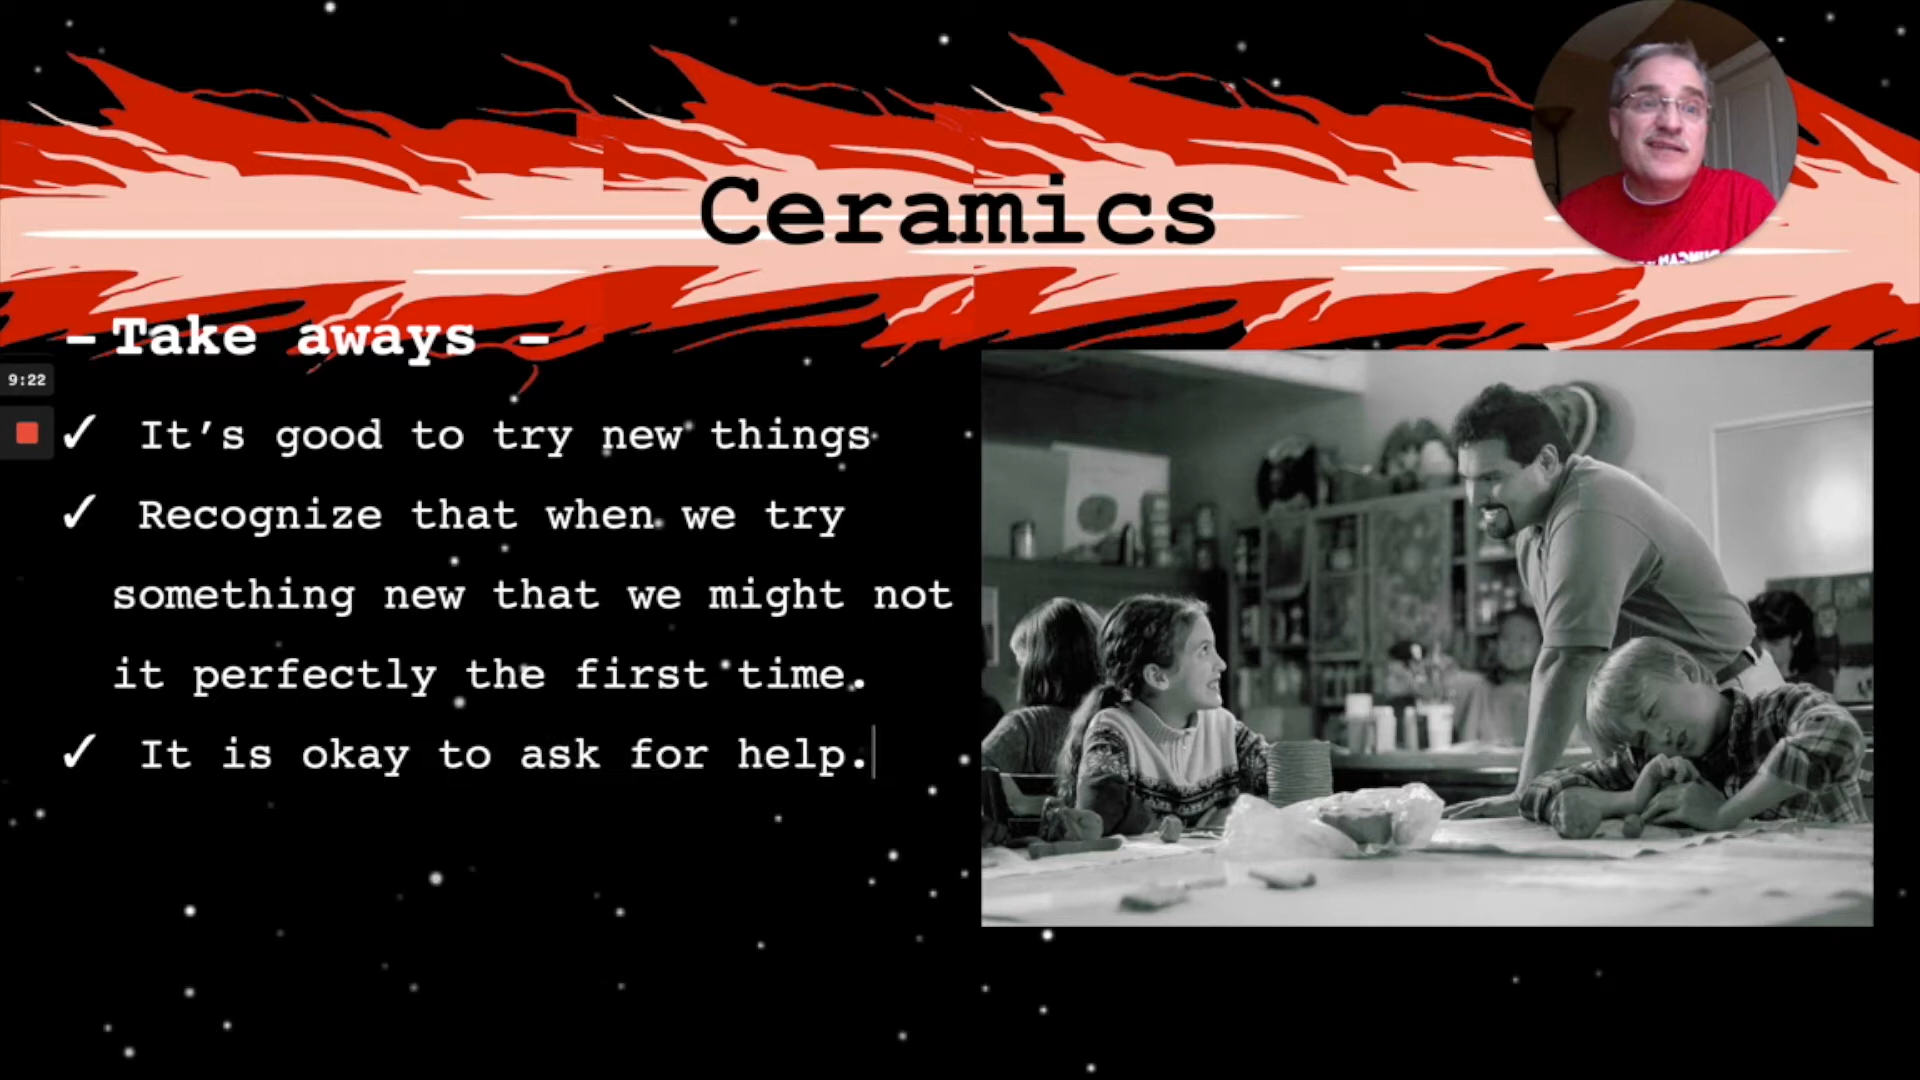 Ceramics
– Take aways –
9:22
✓ It’s good to try new things
✓ Recognize that when we try
something new that we might not
it perfectly the first time.
✓ It is okay to ask for help.